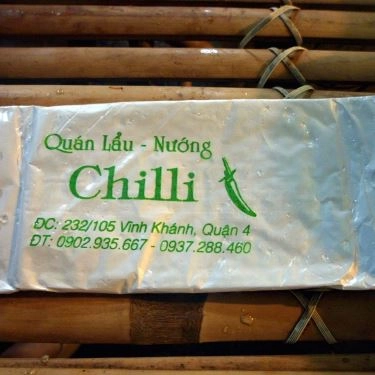 Quán Lẩu - Nướng
Chilli
ĐC: 232/105 Vĩnh Khánh, Quận 4
ĐT: 0902.935.667 - 0937.288.460